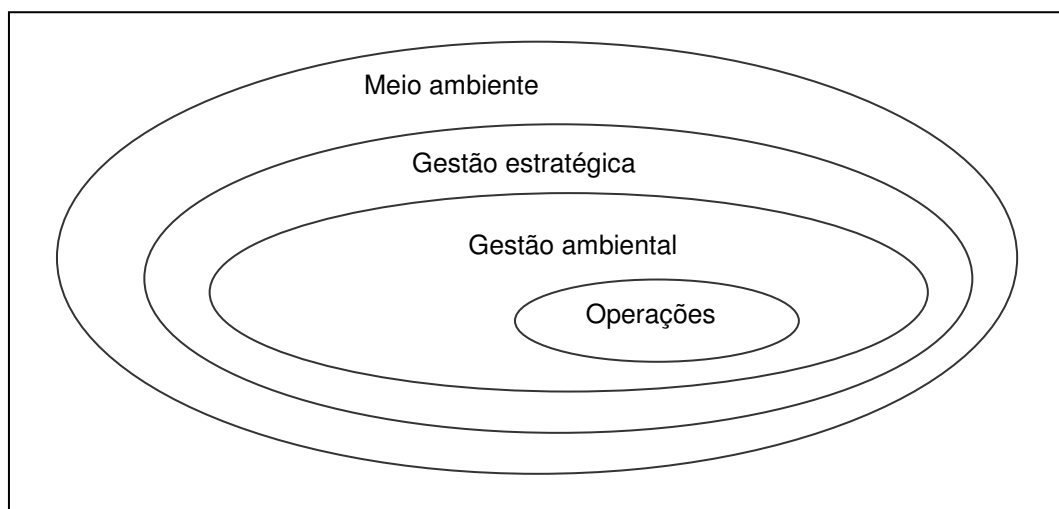 Meio ambiente
Gestão estratégica
Gestão ambiental
Operações